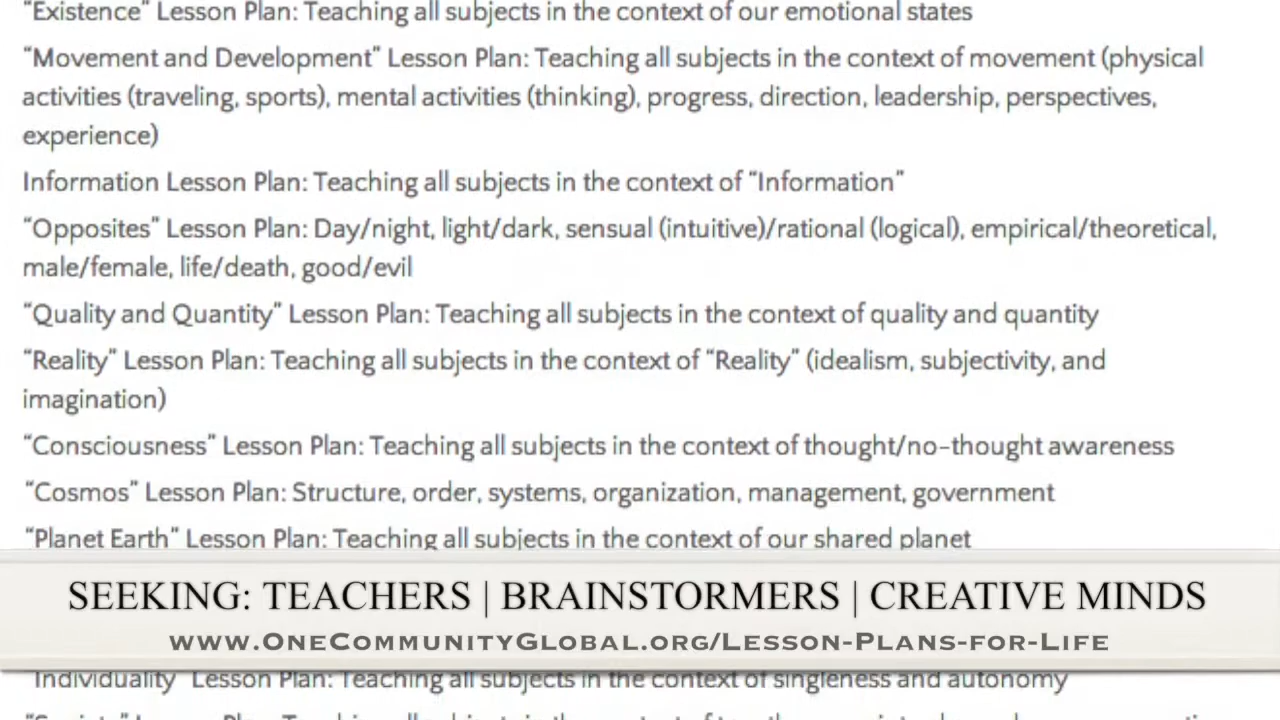 “Existence” Lesson Plan: Teaching all subjects in the context of our emotional states
“Movement and Development” Lesson Plan: Teaching all subjects in the context of movement (physical
activities (traveling, sports), mental activities (thinking), progress, direction, leadership, perspectives,
experience)
Information Lesson Plan: Teaching all subjects in the context of “Information”
“Opposites” Lesson Plan: Day/night, light/dark, sensual (intuitive)/rational (logical), empirical/theoretical,
male/female, life/death, good/evil
“Quality and Quantity” Lesson Plan: Teaching all subjects in the context of quality and quantity
“Reality” Lesson Plan: Teaching all subjects in the context of “Reality” (idealism, subjectivity, and
imagination)
“Consciousness” Lesson Plan: Teaching all subjects in the context of thought/no-thought awareness
“Cosmos” Lesson Plan: Structure, order, systems, organization, management, government
“Planet Earth” Lesson Plan: Teaching all subjects in the context of our shared planet
SEEKING: TEACHERS | BRAINSTORMERS | CREATIVE MINDS
www.OneCommunityGlobal.org/Lesson-Plans-for-Life
“Individuality” Lesson Plan: Teaching all subjects in the context of singleness and autonomy